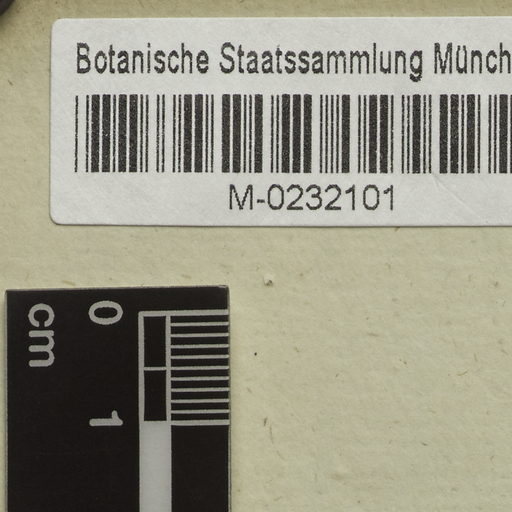 Botanische Staatssammlung Münch
M-0232101
cm
0
1